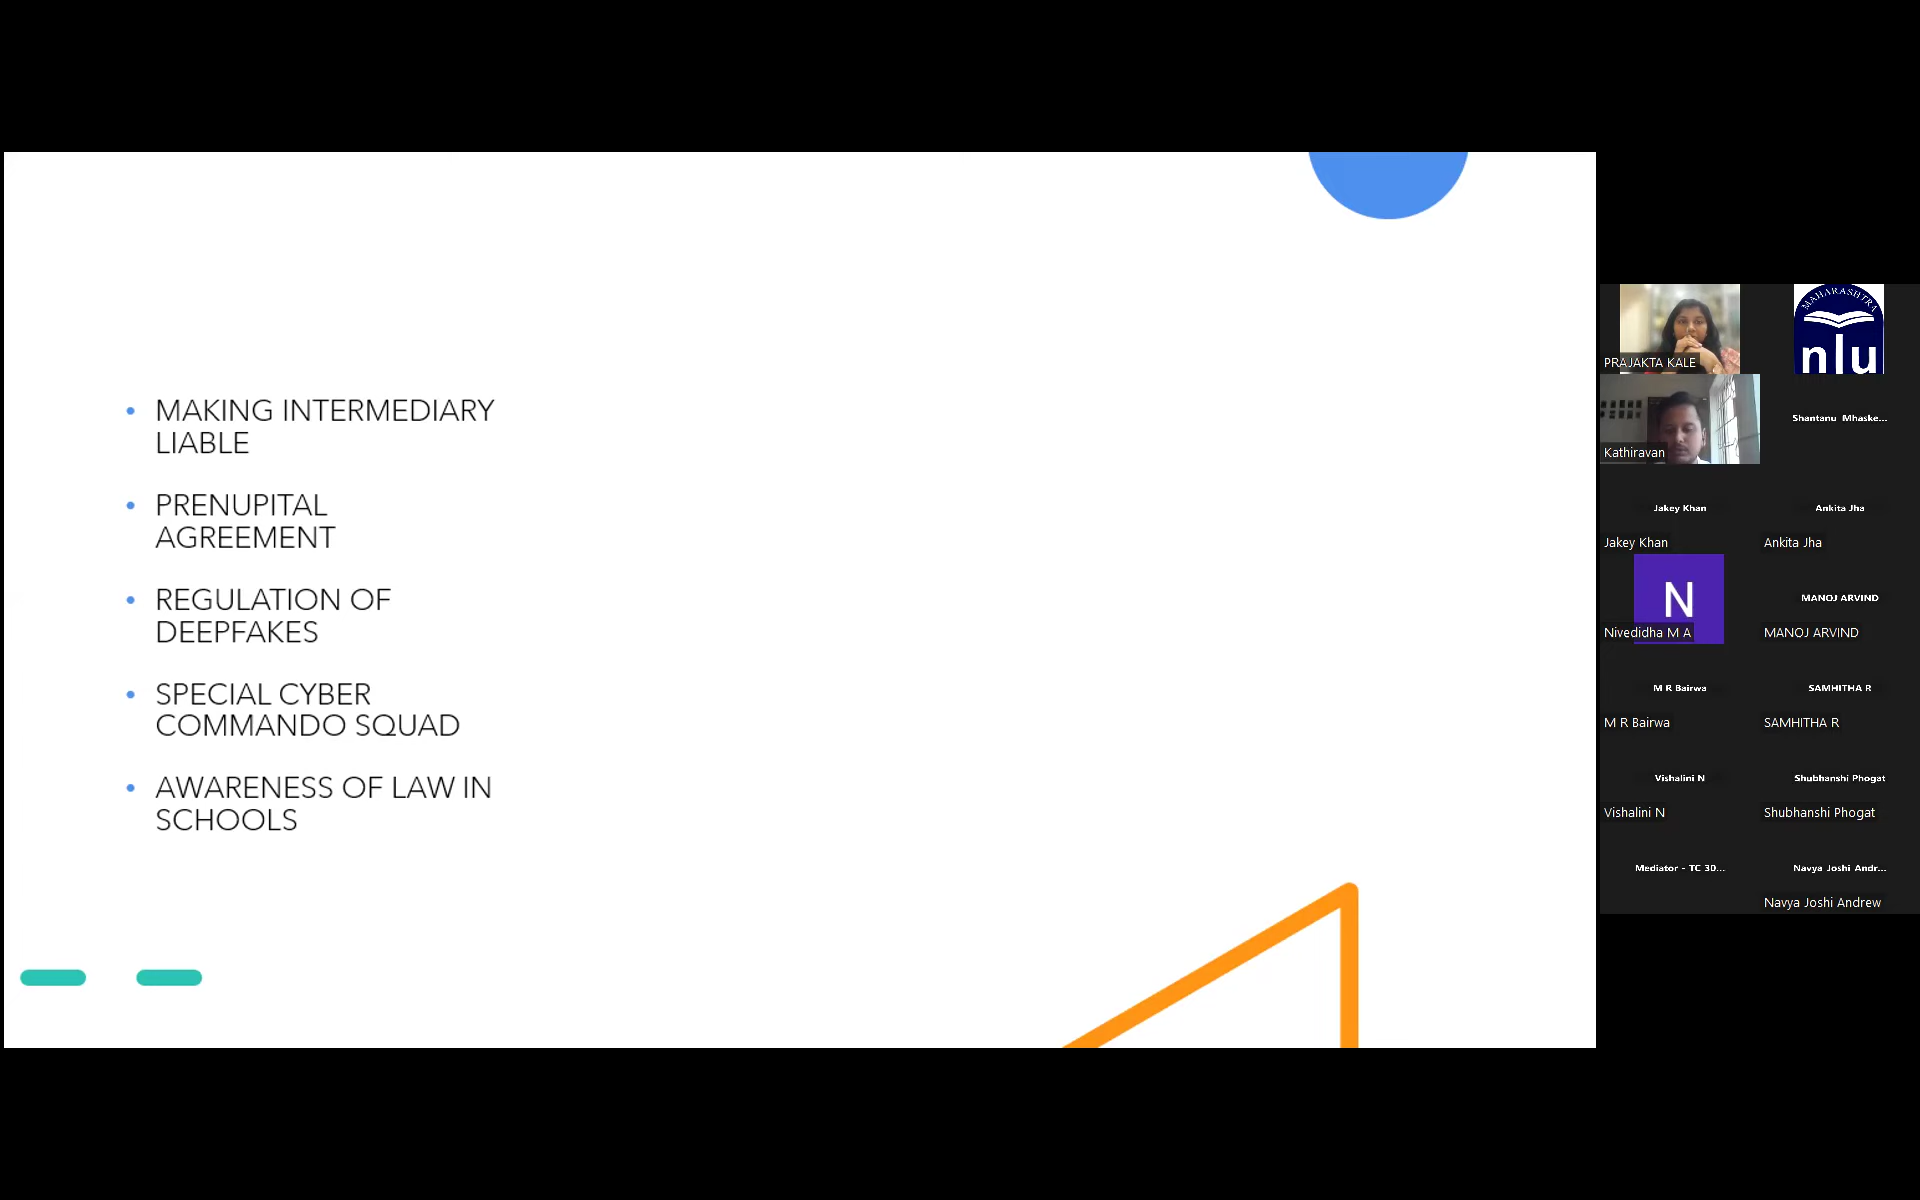 MAKING INTERMEDIARY
LIABLE
PRENUPITAL
AGREEMENT
REGULATION OF
DEEPFAKES
SPECIAL CYBER
COMMANDO SQUAD
AWARENESS OF LAW IN
SCHOOLS
PRAJAKTA KALE
MAHARASHTRA
nlu
Kathiravan
Shantanu Mhaske...
Jakey Khan
Jakey Khan
Ankita Jha
Ankita Jha
N
Nivedidha M A
MANOJ ARVIND
MANOJ ARVIND
M R Bairwa
M R Bairwa
SAMHITHA R
SAMHITHA R
Vishalini N
Vishalini N
Shubhanshi Phogat
Shubhanshi Phogat
Mediator - TC 30...
Navya Joshi Andr...
Navya Joshi Andrew